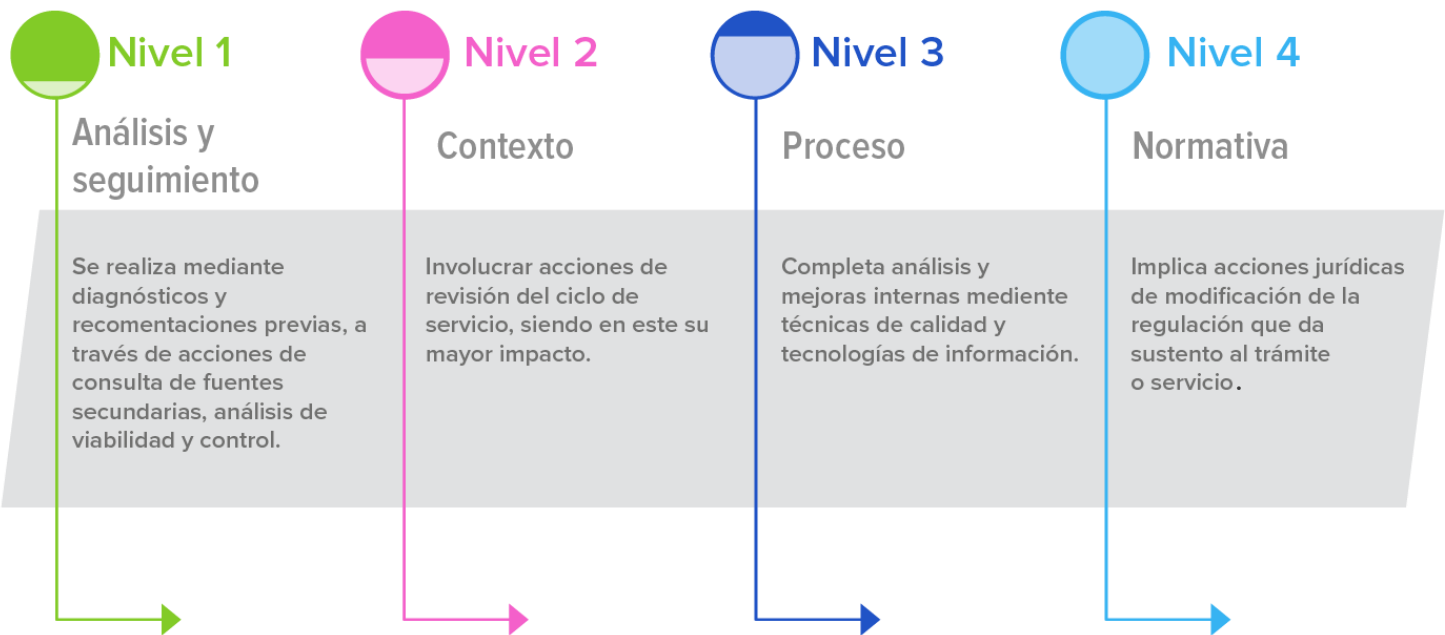 Nivel 1
Análisis y
seguimiento
Se realiza mediante
diagnósticos y
recomentaciones previas, a
través de acciones de
consulta de fuentes
secundarias, análisis de
viabilidad y control.
Nivel 2
Contexto
Involucrar acciones de
revisión del ciclo de
servicio, siendo en este su
mayor impacto.
Nivel 3
Proceso
Completa análisis y
mejoras internas mediente
técnicas de calidad y
tecnologías de información.
Nivel 4
Normativa
Implica acciones jurídicas
de modificación de la
regulación que da
sustento al trámite
o servicio.